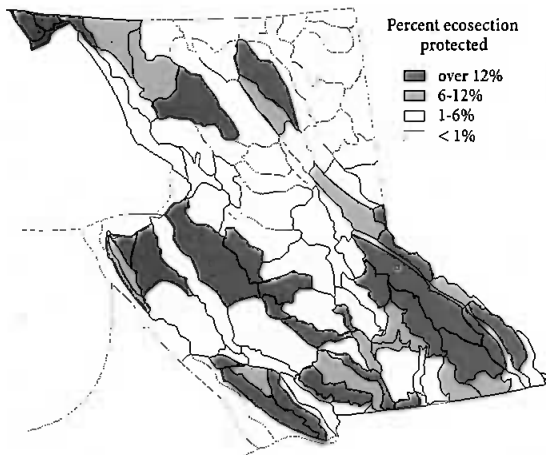 Percent ecosection
protected
over 12%
6-12%
1-6%
< 1%